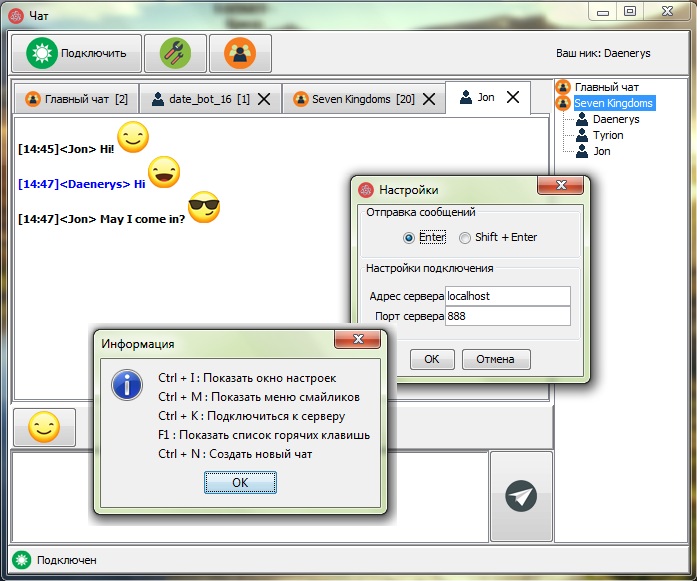 Чат
Подключить
Ваш ник: Daenerys
Главный чат [2]
date_bot_16 [1]
Seven Kingdoms [20]
Jon
[14:45]<Jon> Hi!
[14:47]<Daenerys> Hi
[14:47]<Jon> May I come in?
Главный чат
Seven Kingdoms
Daenerys
Tyrion
Jon
Настройки
Отправка сообщений
Enter
Shift + Enter
Настройки подключения
Адрес сервера localhost
Порт сервера 888
OK
Отмена
Информация
Ctrl + I : Показать окно настроек
Ctrl + M : Показать меню смайликов
Ctrl + K : Подключиться к серверу
F1 : Показать список горячих клавишь
Ctrl + N : Создать новый чат
OK
Подключен